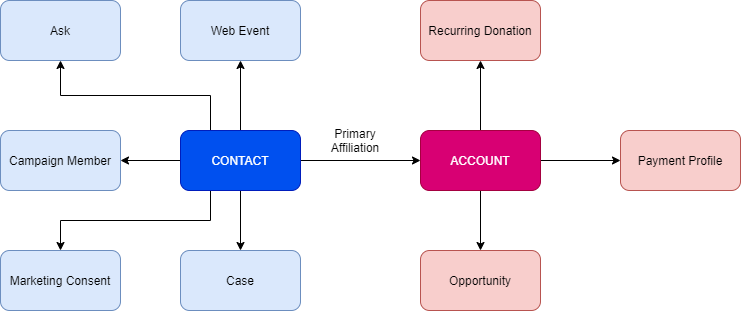 Ask
Web Event
Recurring Donation
Campaign Member
CONTACT
Primary
Affiliation
ACCOUNT
Payment Profile
Marketing Consent
Case
Opportunity